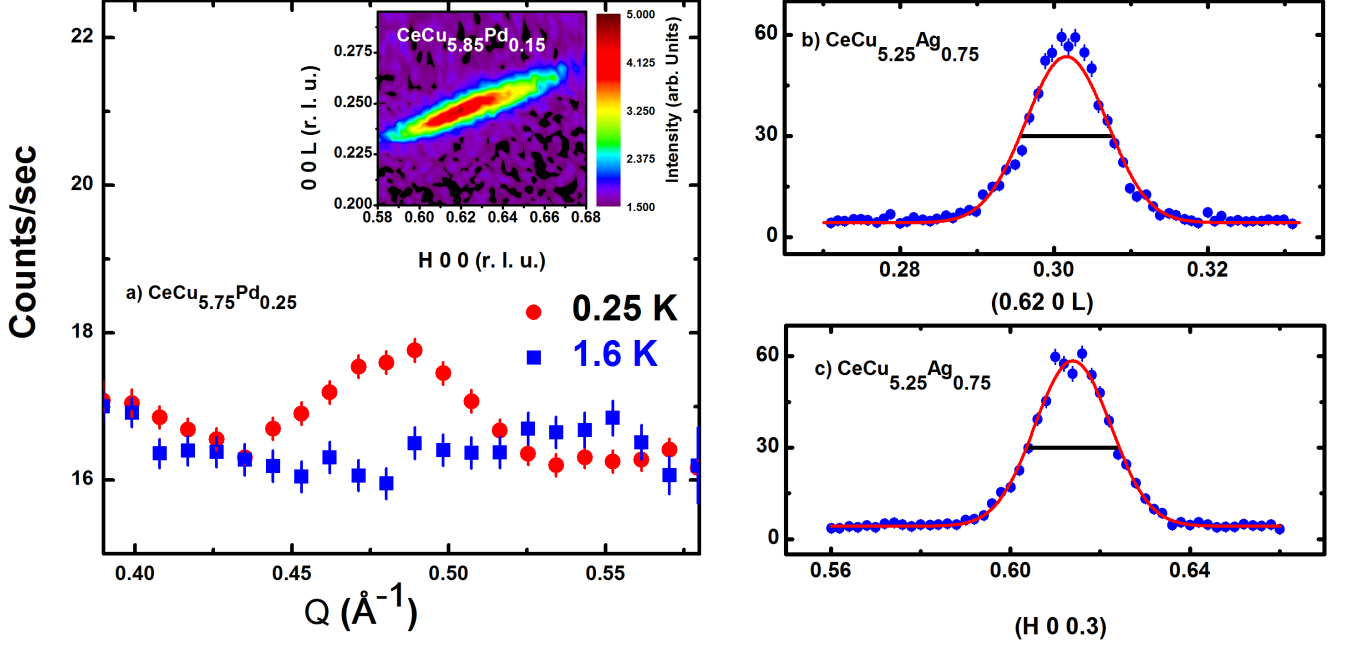 Counts/sec
22
20
18
16
0.40 0.45 0.50 0.55
Q (Å⁻¹)
a) CeCu5.75Pd0.25
0.25 K
1.6 K
CeCu5.85Pd0.15
0 0 L (r. l. u.)
0.275
0.250
0.225
0.200
0.58 0.60 0.62 0.64 0.66 0.68
H 0 0 (r. l. u.)
5.000
4.125
3.250
2.375
1.500
Intensity (arb. Units)
b) CeCu5.25Ag0.75
60
30
0
0.28 0.30 0.32
(0.62 0 L)
c) CeCu5.25Ag0.75
60
30
0
0.56 0.60 0.64
(H 0 0.3)